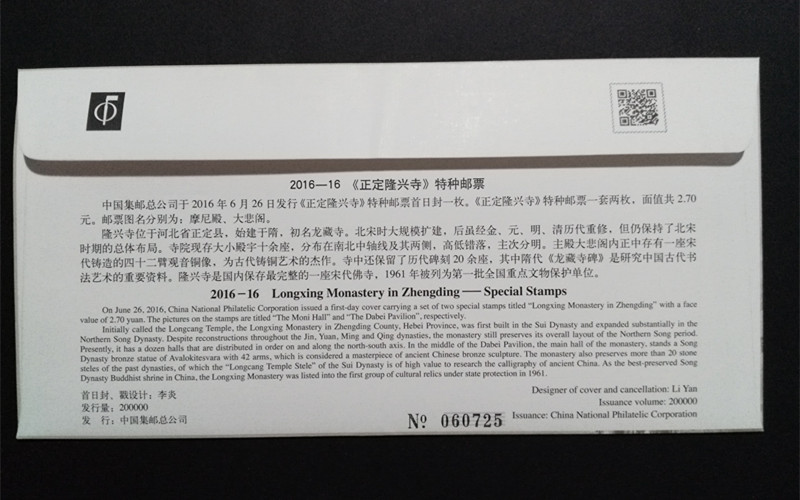 2016—16 《正定隆兴寺》特种邮票
中国集邮总公司于 2016 年 6 月 26 日发行《正定隆兴寺》特种邮票首日封一枚。《正定隆兴寺》特种邮票一套两枚，面值共 2.70
元。邮票图名分别为：摩尼殿、大悲阁。
隆兴寺位于河北省正定县，始建于隋，初名龙藏寺。北宋时大规模扩建，后虽经金、元、明、清历代重修，但仍保持了北宋
时期的总体布局。寺院现存大小殿宇十余座，分布在南北中轴线及其两侧，高低错落，主次分明。主殿大悲阁内正中存有一座宋
代铸造的四十二臂观音铜像，为古代铸铜艺术的杰作。寺中还保留了历代碑刻 20 余座，其中隋代《龙藏寺碑》是研究中国古代书
法艺术的重要资料。隆兴寺是国内保存最完整的一座宋代佛寺，1961 年被列为第一批全国重点文物保护单位。
2016－16 Longxing Monastery in Zhengding — Special Stamps
On June 26, 2016, China National Philatelic Corporation issued a first-day cover carrying a set of two special stamps titled “Longxing Monastery in Zhengding” with a face
value of 2.70 yuan. The pictures on the stamps are titled “The Moni Hall” and “The Dabei Pavilion”, respectively.
Initially called the Longcang Temple, the Longxing Monastery in Zhengding County, Hebei Province, was first built in the Sui Dynasty and expanded substantially in the
Northern Song Dynasty. Despite reconstructions throughout the Jin, Yuan, Ming and Qing dynasties, the monastery still preserves its overall layout of the Northern Song period.
Presently, it has a dozen halls that are distributed in order on and along the north-south axis. In the middle of the Dabei Pavilion, the main hall of the monastery, stands a Song
Dynasty bronze statue of Avalokitesvara with 42 arms, which is considered a masterpiece of ancient Chinese bronze sculpture. The monastery also preserves more than 20 stone
steles of the past dynasties, of which the “Longcang Temple Stele” of the Sui Dynasty is of high value to research the calligraphy of ancient China. As the best-preserved Song
Dynasty Buddhist shrine in China, the Longxing Monastery was listed into the first group of cultural relics under state protection in 1961.
首日封、戳设计：李炎
发行量：200000
发 行：中国集邮总公司
Designer of cover and cancellation: Li Yan
Issuance volume: 200000
Issuance: China National Philatelic Corporation
№ 060725